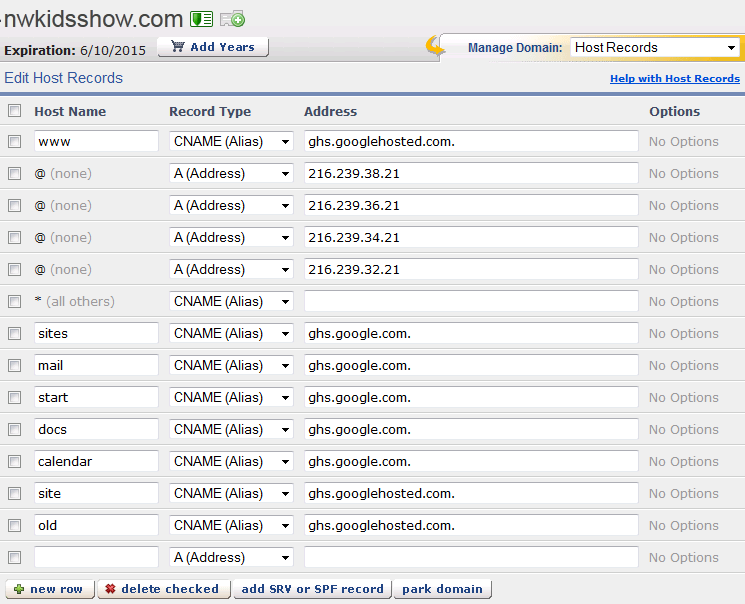 -nwkidsshow.com
Expiration: 6/10/2015 Add Years Manage Domain: Host Records
Edit Host Records Help with Host Records
Host Name Record Type Address Options
www CNAME (Alias) ghs.googlehosted.com. No Options
@ (none) A (Address) 216.239.38.21 No Options
@ (none) A (Address) 216.239.36.21 No Options
@ (none) A (Address) 216.239.34.21 No Options
@ (none) A (Address) 216.239.32.21 No Options
* (all others) CNAME (Alias) No Options
sites CNAME (Alias) ghs.google.com. No Options
mail CNAME (Alias) ghs.google.com. No Options
start CNAME (Alias) ghs.google.com. No Options
docs CNAME (Alias) ghs.google.com. No Options
calendar CNAME (Alias) ghs.google.com. No Options
site CNAME (Alias) ghs.googlehosted.com. No Options
old CNAME (Alias) ghs.googlehosted.com. No Options
A (Address) No Options
new row delete checked add SRV or SPF record park domain